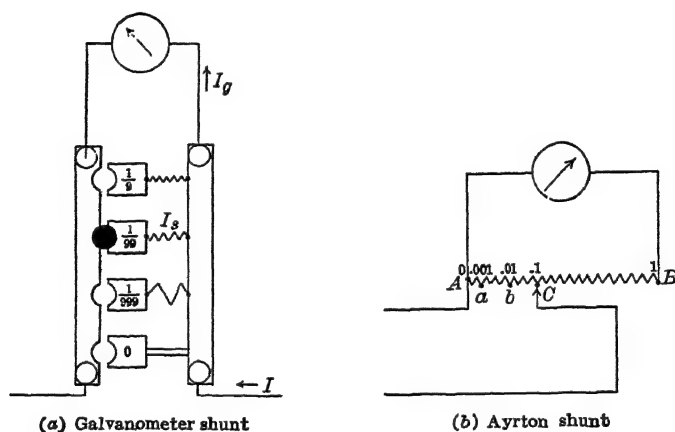 I_g
1/9
1/99
I_s
1/999
0
I
(a) Galvanometer shunt
0 .001 .01 .1 1
A B
a b C
(b) Ayrton shunt